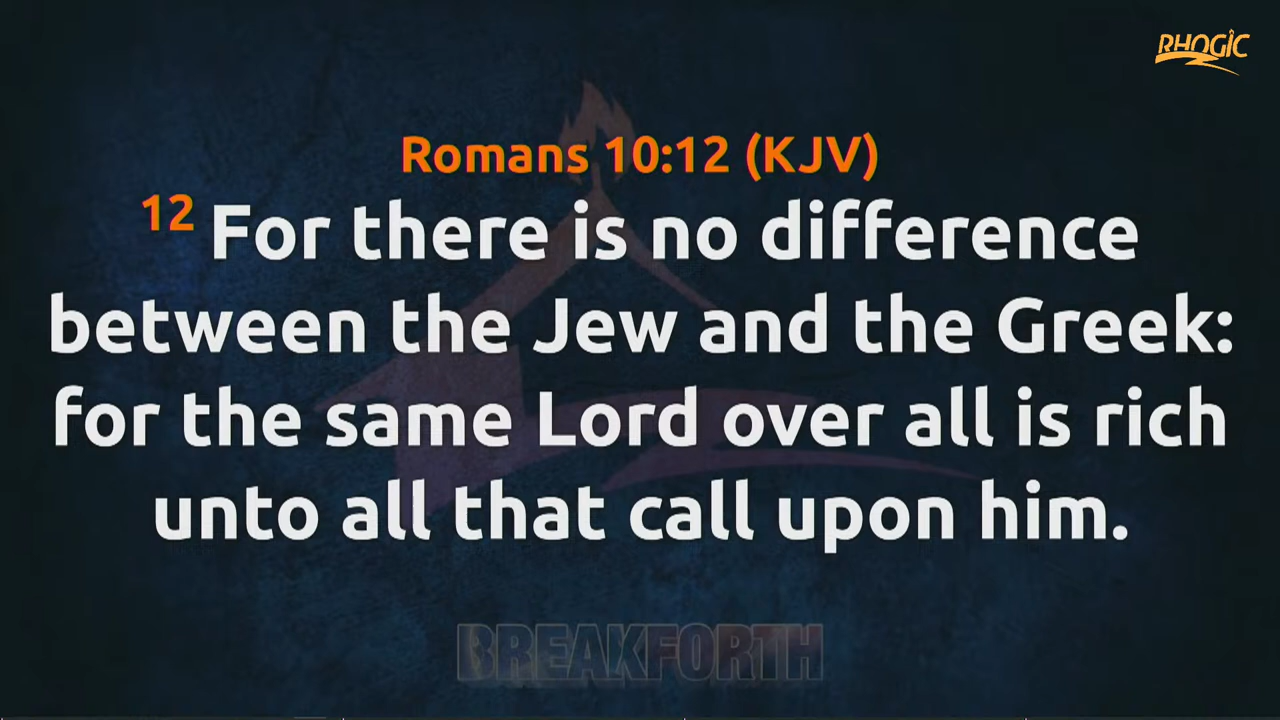 RHOGIC
Romans 10:12 (KJV)
12 For there is no difference
between the Jew and the Greek:
for the same Lord over all is rich
unto all that call upon him.
BREAKFORTH